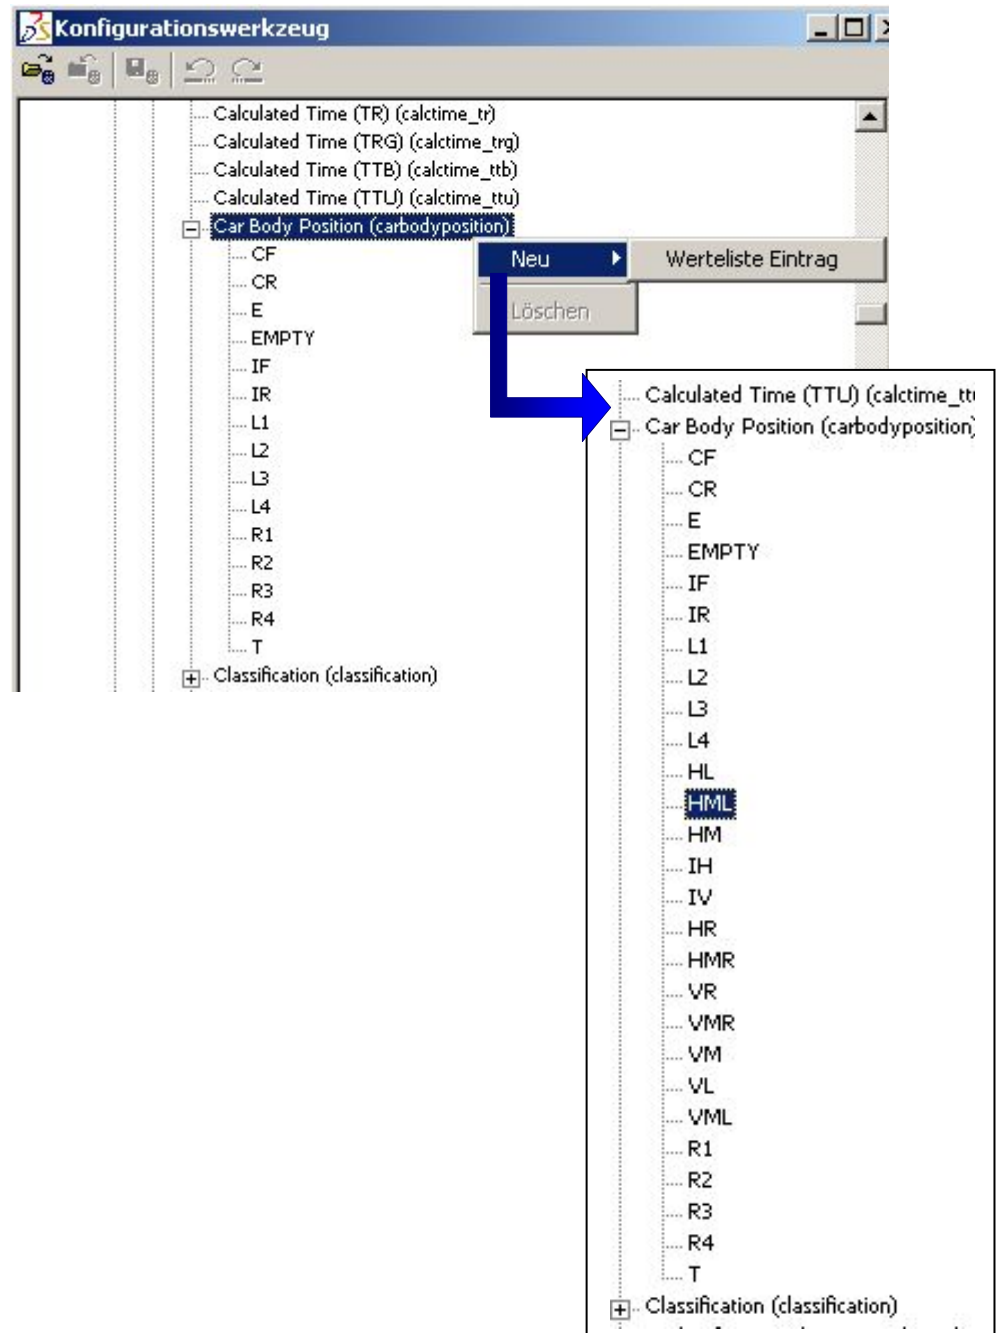 Konfigurationswerkzeug
Calculated Time (TR) (calctime_tr)
Calculated Time (TRG) (calctime_trg)
Calculated Time (TTB) (calctime_ttb)
Calculated Time (TTU) (calctime_ttu)
Car Body Position (carbodyposition)
CF
CR
E
EMPTY
IF
IR
L1
L2
L3
L4
R1
R2
R3
R4
T
Classification (classification)
Neu
Löschen
Werteliste Eintrag
Calculated Time (TTU) (calctime_tt
Car Body Position (carbodyposition)
CF
CR
E
EMPTY
IF
IR
L1
L2
L3
L4
HL
HML
HM
IH
IV
HR
HMR
VR
VMR
VM
VL
VML
R1
R2
R3
R4
T
Classification (classification)